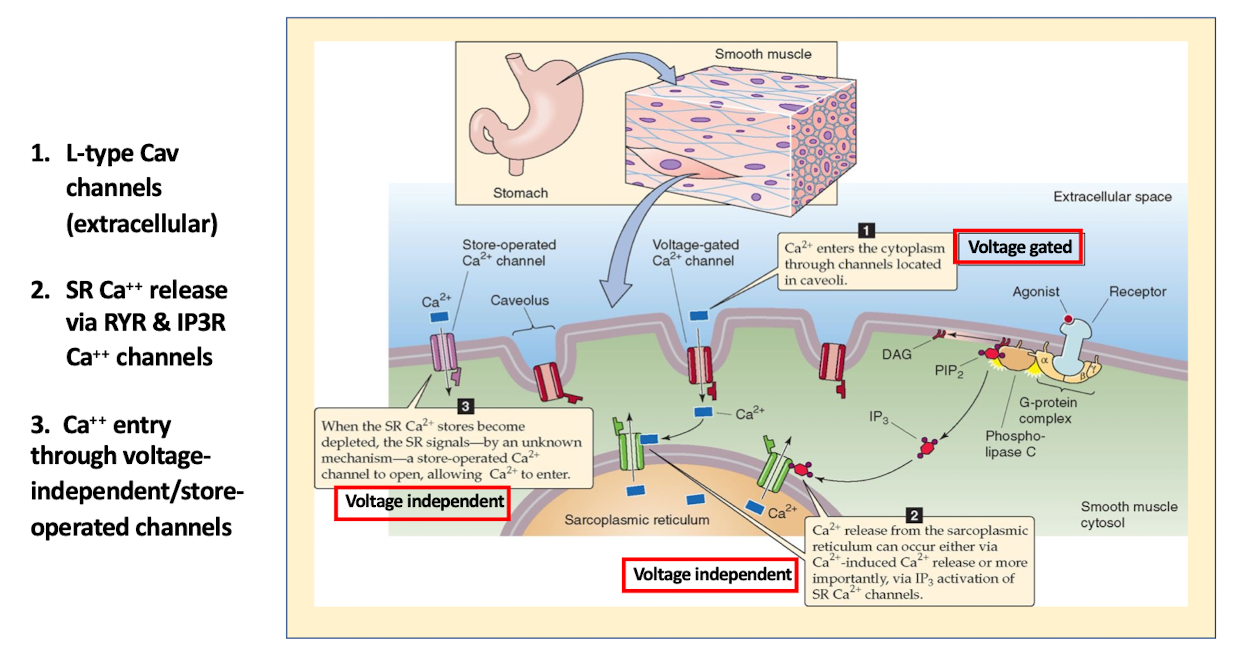 1. L-type Cav
channels
(extracellular)
2. SR Ca⁺⁺ release
via RYR & IP3R
Ca⁺⁺ channels
3. Ca⁺⁺ entry
through voltage-
independent/store-
operated channels
Smooth muscle
Stomach
Extracellular space
1
Ca²⁺ enters the cytoplasm
through channels located
in caveoli.
Voltage gated
Store-operated
Ca²⁺ channel
Voltage-gated
Ca²⁺ channel
Ca²⁺
Caveolus
Agonist
Receptor
DAG
PIP₂
α
β
γ
G-protein
complex
Phospho-
lipase C
IP₃
Ca²⁺
3
When the SR Ca²⁺ stores become
depleted, the SR signals—by an unknown
mechanism—a store-operated Ca²⁺
channel to open, allowing Ca²⁺ to enter.
Voltage independent
Sarcoplasmic reticulum
Ca²⁺
Smooth muscle
cytosol
2
Ca²⁺ release from the sarcoplasmic
reticulum can occur either via
Ca²⁺-induced Ca²⁺ release or more
importantly, via IP₃ activation of
SR Ca²⁺ channels.
Voltage independent